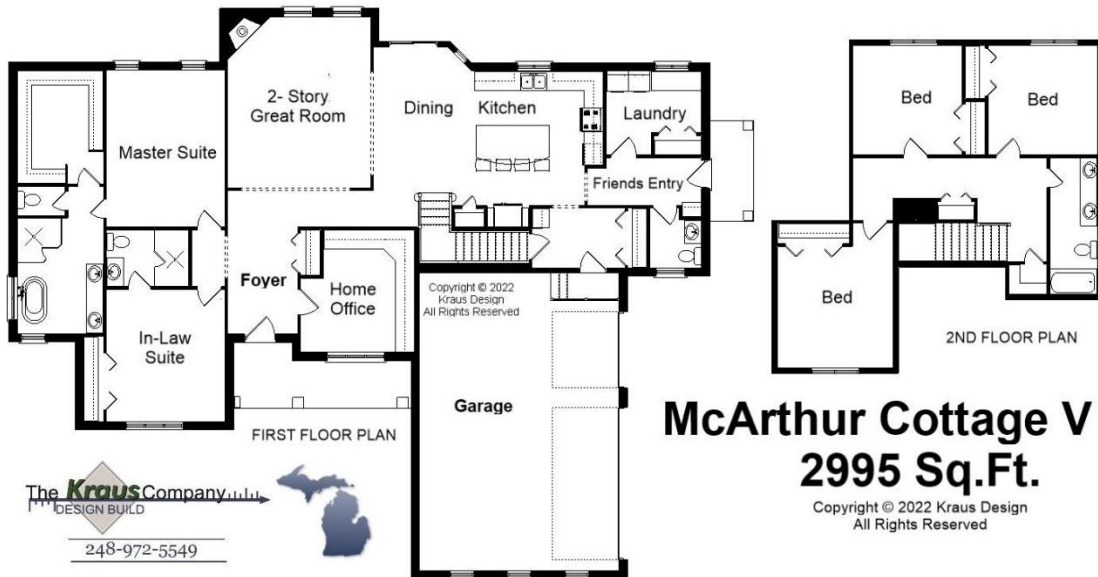 2- Story
Great Room
Master Suite
Dining
Kitchen
Laundry
Friends Entry
Foyer
Home
Office
In-Law
Suite
Copyright © 2022
Kraus Design
All Rights Reserved
Garage
FIRST FLOOR PLAN
Bed
Bed
Bed
2ND FLOOR PLAN
McArthur Cottage V
2995 Sq.Ft.
Copyright © 2022 Kraus Design
All Rights Reserved
The Kraus Company
DESIGN BUILD
248-972-5549